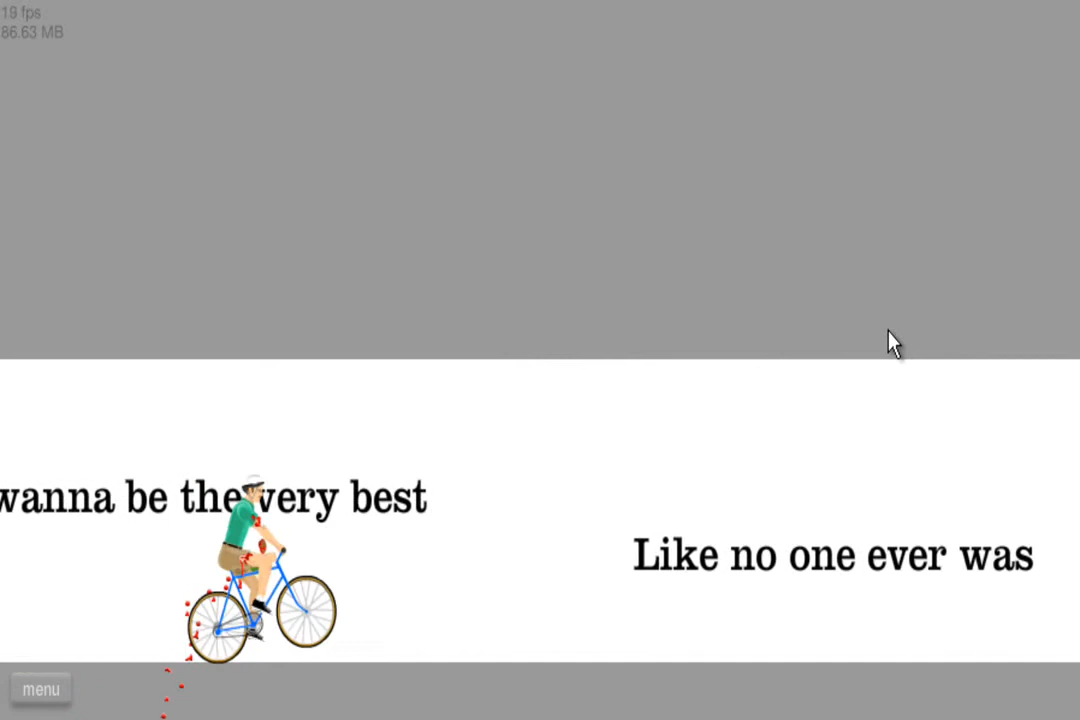 19 fps
86.63 MB
wanna be the very best
Like no one ever was
menu